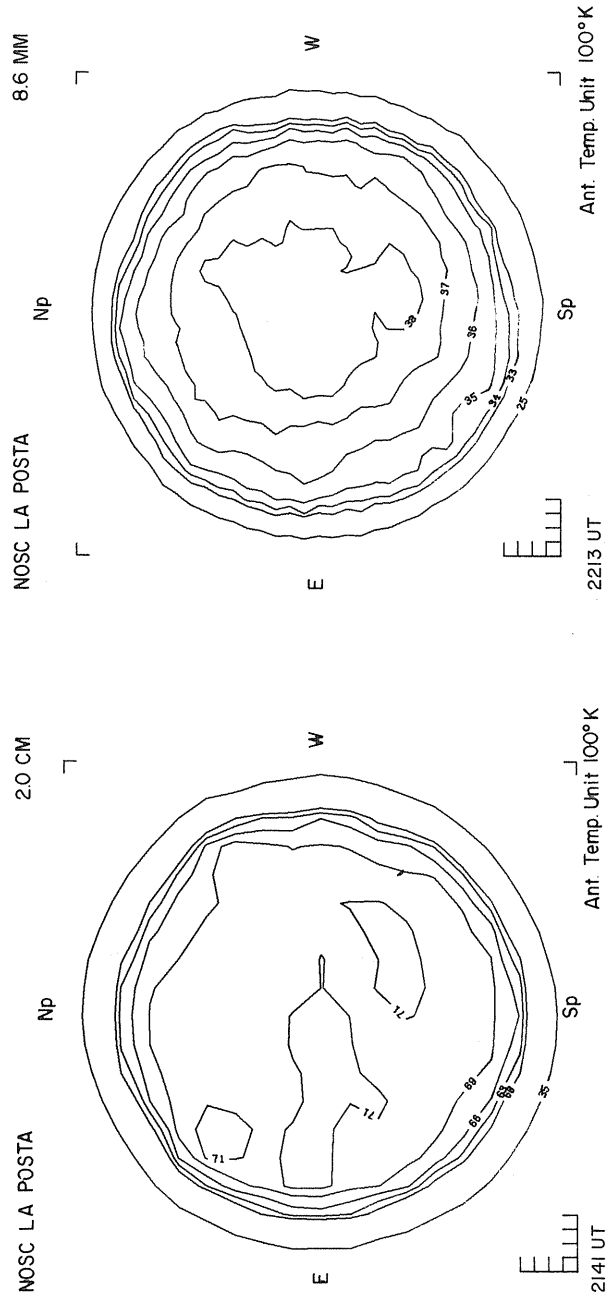 NOSC LA POSTA
2.0 CM
Np
E
W
71
71
71
69
66
63
35
Sp
2141 UT
Ant. Temp. Unit 100°K
NOSC LA POSTA
8.6 MM
Np
E
W
38
37
36
35
34
33
25
Sp
2213 UT
Ant. Temp. Unit 100°K